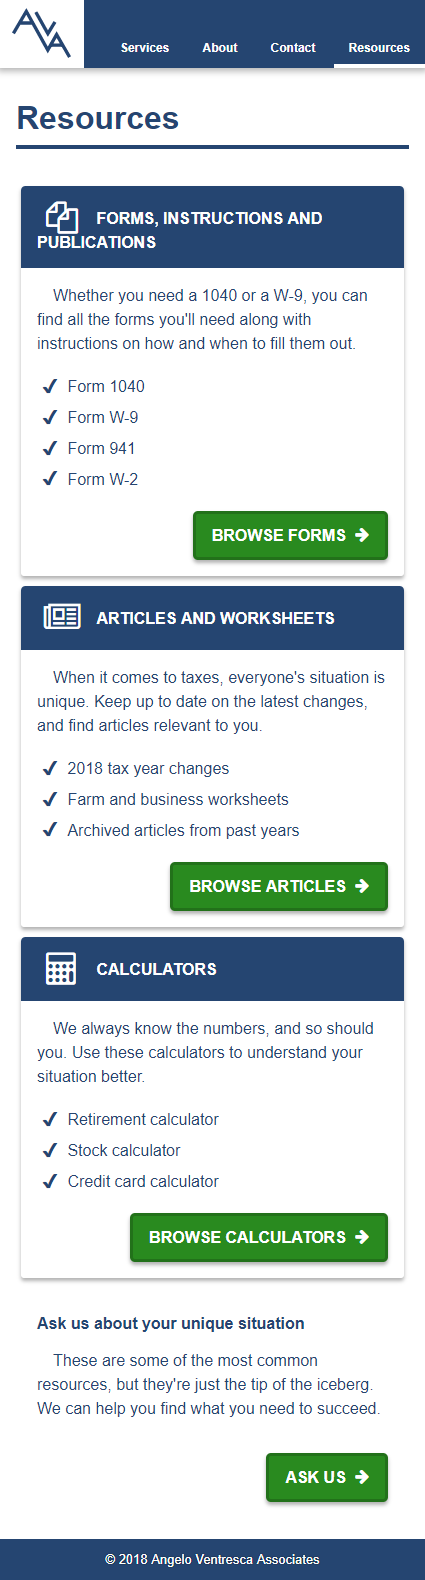 AVA
Services About Contact Resources
Resources
FORMS, INSTRUCTIONS AND
PUBLICATIONS
Whether you need a 1040 or a W-9, you can
find all the forms you'll need along with
instructions on how and when to fill them out.
Form 1040
Form W-9
Form 941
Form W-2
BROWSE FORMS
ARTICLES AND WORKSHEETS
When it comes to taxes, everyone's situation is
unique. Keep up to date on the latest changes,
and find articles relevant to you.
2018 tax year changes
Farm and business worksheets
Archived articles from past years
BROWSE ARTICLES
CALCULATORS
We always know the numbers, and so should
you. Use these calculators to understand your
situation better.
Retirement calculator
Stock calculator
Credit card calculator
BROWSE CALCULATORS
Ask us about your unique situation
These are some of the most common
resources, but they're just the tip of the iceberg.
We can help you find what you need to succeed.
ASK US
© 2018 Angelo Ventresca Associates